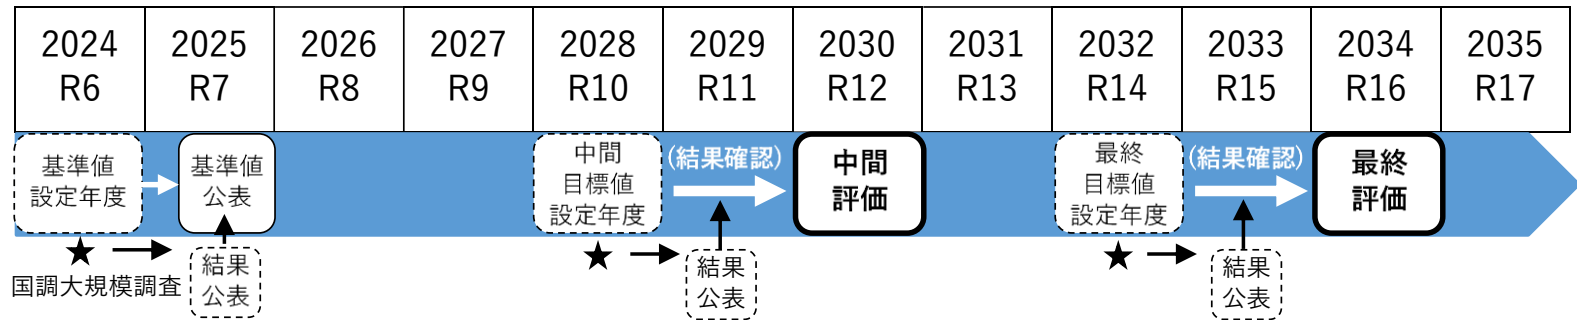 2024 2025 2026 2027 2028 2029 2030 2031 2032 2033 2034 2035
R6 R7 R8 R9 R10 R11 R12 R13 R14 R15 R16 R17
基準値
設定年度
基準値
公表
中間
目標値
設定年度
(結果確認)
中間
評価
最終
目標値
設定年度
(結果確認)
最終
評価
★
国調大規模調査
結果
公表
★
結果
公表
★
結果
公表